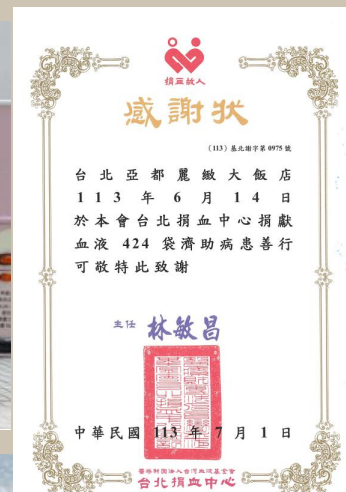 捐血救人
感謝狀
（113）基北謝字第0975號
台北亞都麗緻大飯店
113年6月14日
於本會台北捐血中心捐獻
血液 424 袋濟助病患善行
可敬特此致謝
主任 林敏昌
中華民國 113 年 7 月 1 日
醫療財團法人台灣血液基金會
台北捐血中心